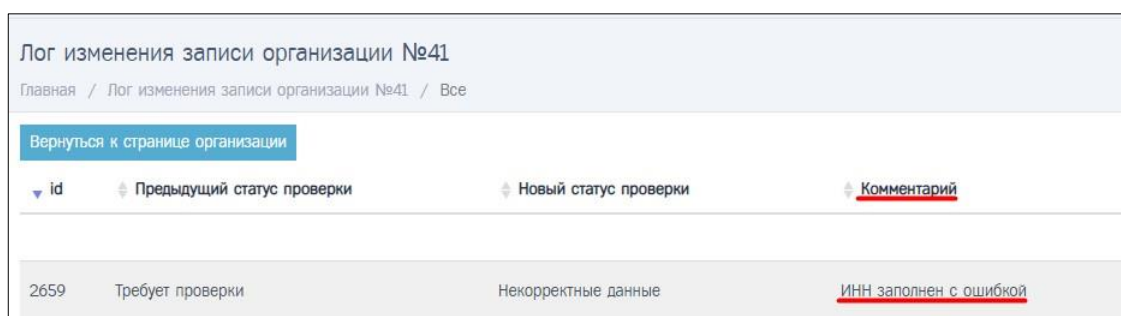 Лог изменения записи организации №41
Главная / Лог изменения записи организации №41 / Все
Вернуться к странице организации
id Предыдущий статус проверки Новый статус проверки Комментарий
2659 Требует проверки Некорректные данные ИНН заполнен с ошибкой